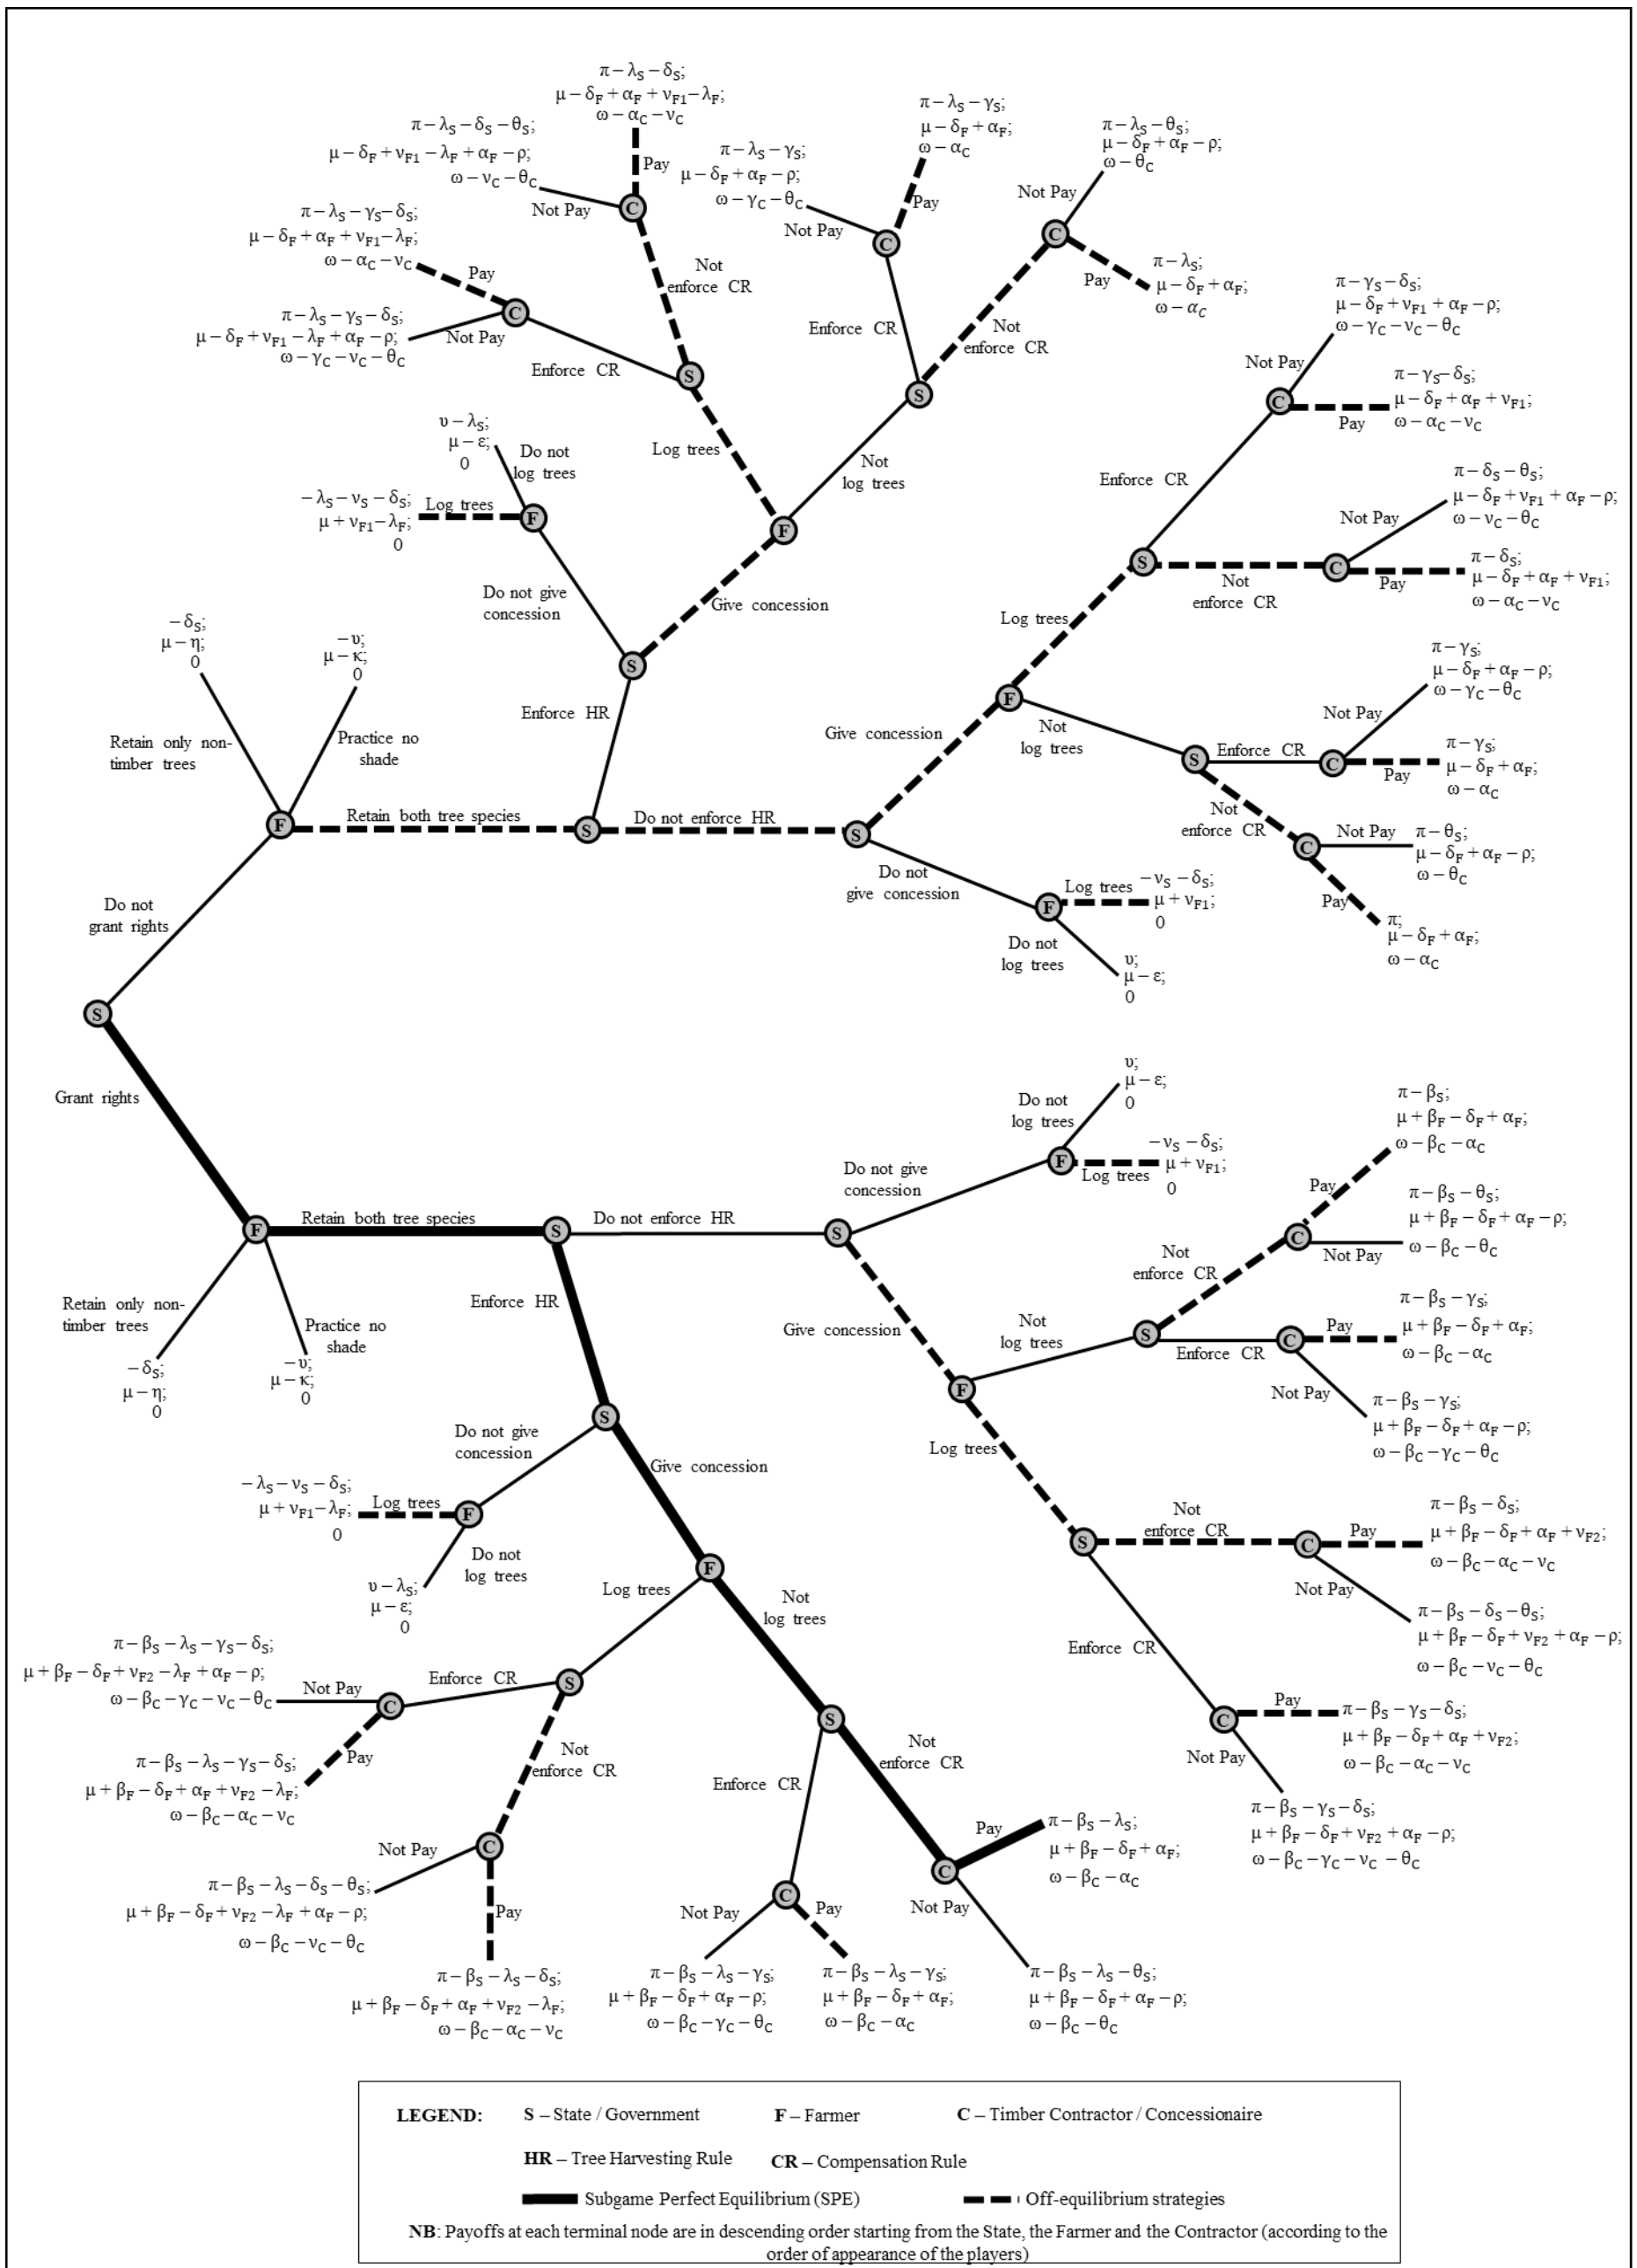 π − λS − δS;
μ − δF + αF + νF1 − λF;
ω − αC − νC
Pay
π − λS − δS − θS;
μ − δF + νF1 − λF + αF − ρ;
ω − νC − θC
Not Pay
C
π − λS − γS − δS;
μ − δF + αF + νF1 − λF;
ω − αC − νC
Pay
π − λS − γS − δS;
μ − δF + νF1 − λF + αF − ρ;
ω − γC − νC − θC
Not Pay
C
Not
enforce CR
Enforce CR
S
π − λS − γS;
μ − δF + αF − ρ;
ω − γC − θC
Not Pay
π − λS − γS;
μ − δF + αF;
ω − αC
Pay
C
π − λS − θS;
μ − δF + αF − ρ;
ω − θC
Not Pay
C
Pay
π − λS;
μ − δF + αF;
ω − αC
Enforce CR
Not
enforce CR
S
Log trees
Not
log trees
F
υ − λS;
μ − ε;
0
Do not
log trees
− λS − νS − δS;
μ + νF1 − λF;
0
Log trees
F
Do not give
concession
Give concession
S
Enforce HR
π − γS − δS;
μ − δF + νF1 + αF − ρ;
ω − γC − νC − θC
Not Pay
C
π − γS − δS;
μ − δF + αF + νF1;
ω − αC − νC
Pay
Enforce CR
π − δS − θS;
μ − δF + νF1 + αF − ρ;
ω − νC − θC
Not Pay
S
Not
enforce CR
C
Pay
π − δS;
μ − δF + αF + νF1;
ω − αC − νC
Log trees
π − γS;
μ − δF + αF − ρ;
ω − γC − θC
Not Pay
F
Not
log trees
Give concession
S
Enforce CR
C
Pay
π − γS;
μ − δF + αF;
ω − αC
Not
enforce CR
C
Not Pay
π − θS;
μ − δF + αF − ρ;
ω − θC
Pay
π;
μ − δF + αF;
ω − αC
− δS;
μ − η;
0
− υ;
μ − κ;
0
Retain only non-
timber trees
Practice no
shade
F
Retain both tree species
S
Do not enforce HR
S
Do not
give concession
F
Log trees
− νS − δS;
μ + νF1;
0
Do not
log trees
υ;
μ − ε;
0
Do not
grant rights
S
Grant rights
υ;
μ − ε;
0
Do not
log trees
F
Log trees
− νS − δS;
μ + νF1;
0
Do not give
concession
π − βS;
μ + βF − δF + αF;
ω − βC − αC
Pay
π − βS − θS;
μ + βF − δF + αF − ρ;
ω − βC − θC
C
Not Pay
F
Retain both tree species
S
Do not enforce HR
S
Not
enforce CR
Retain only non-
timber trees
Practice no
shade
− δS;
μ − η;
0
− υ;
μ − κ;
0
Enforce HR
Give concession
Not
log trees
S
Enforce CR
C
Pay
π − βS − γS;
μ + βF − δF + αF;
ω − βC − αC
Not Pay
π − βS − γS;
μ + βF − δF + αF − ρ;
ω − βC − γC − θC
F
Log trees
S
Do not give
concession
Give concession
− λS − νS − δS;
μ + νF1 − λF;
0
Log trees
F
Do not
log trees
υ − λS;
μ − ε;
0
S
Not
enforce CR
C
Pay
π − βS − δS;
μ + βF − δF + αF + νF2;
ω − βC − αC − νC
Not Pay
π − βS − δS − θS;
μ + βF − δF + νF2 + αF − ρ;
ω − βC − νC − θC
Enforce CR
C
Pay
π − βS − γS − δS;
μ + βF − δF + αF + νF2;
ω − βC − αC − νC
Not Pay
π − βS − γS − δS;
μ + βF − δF + νF2 + αF − ρ;
ω − βC − γC − νC − θC
F
Log trees
Not
log trees
π − βS − λS − γS − δS;
μ + βF − δF + νF2 − λF + αF − ρ;
ω − βC − γC − νC − θC
Not Pay
C
Enforce CR
S
π − βS − λS − γS − δS;
μ + βF − δF + αF + νF2 − λF;
ω − βC − αC − νC
Pay
Not
enforce CR
Not Pay
C
π − βS − λS − δS − θS;
μ + βF − δF + νF2 − λF + αF − ρ;
ω − βC − νC − θC
Pay
π − βS − λS − δS;
μ + βF − δF + αF + νF2 − λF;
ω − βC − αC − νC
S
Enforce CR
Not
enforce CR
C
Not Pay
Pay
π − βS − λS − γS;
μ + βF − δF + αF − ρ;
ω − βC − γC − θC
π − βS − λS − γS;
μ + βF − δF + αF;
ω − βC − αC
C
Pay
π − βS − λS;
μ + βF − δF + αF;
ω − βC − αC
Not Pay
π − βS − λS − θS;
μ + βF − δF + αF − ρ;
ω − βC − θC
LEGEND: S – State / Government F – Farmer C – Timber Contractor / Concessionaire
HR – Tree Harvesting Rule CR – Compensation Rule
Subgame Perfect Equilibrium (SPE) Off-equilibrium strategies
NB: Payoffs at each terminal node are in descending order starting from the State, the Farmer and the Contractor (according to the
order of appearance of the players)